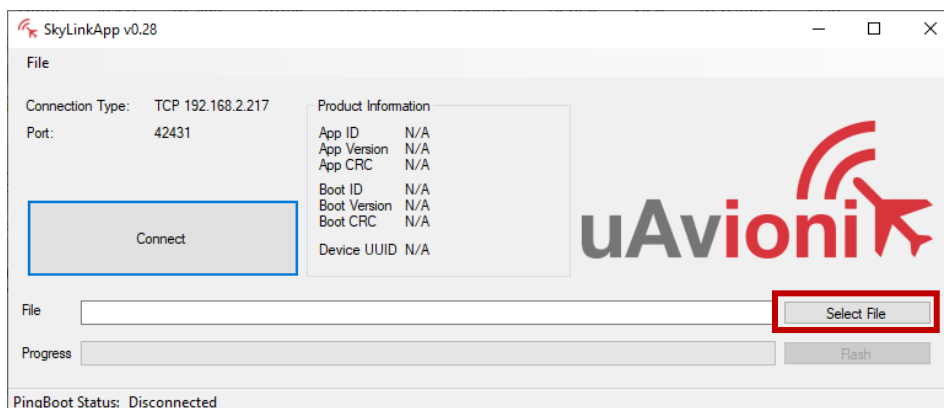 SkyLinkApp v0.28
File
Connection Type: TCP 192.168.2.217
Port: 42431
Connect
Product Information
App ID N/A
App Version N/A
App CRC N/A
Boot ID N/A
Boot Version N/A
Boot CRC N/A
Device UUID N/A
uAvioni
File
Select File
Progress
Flash
PingBoot Status: Disconnected